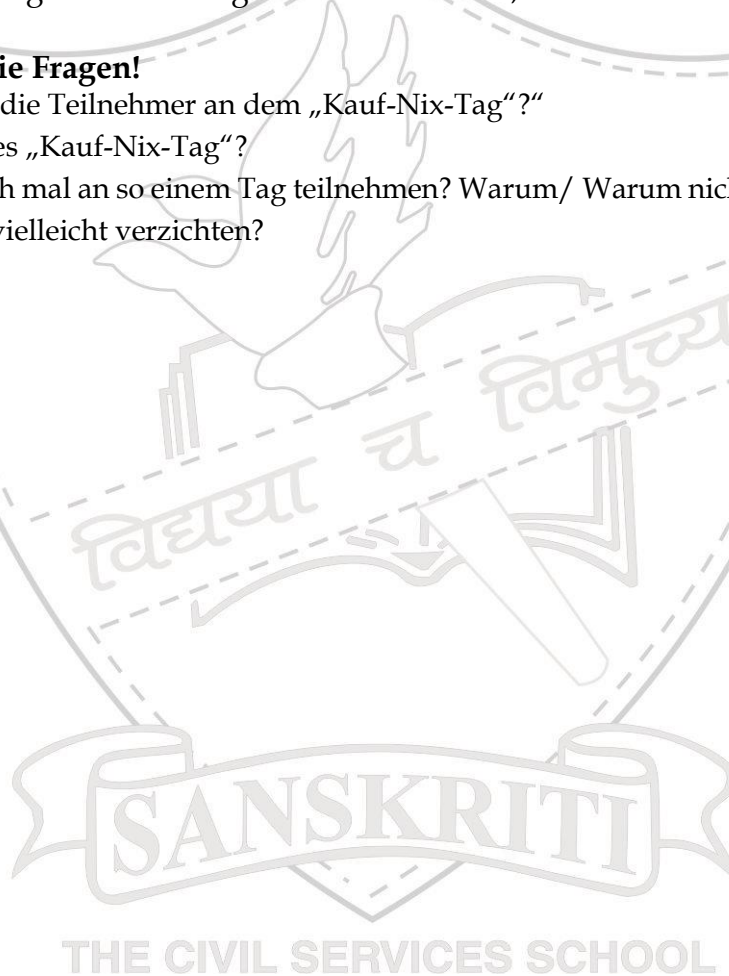 ie Fragen!
die Teilnehmer an dem „Kauf-Nix-Tag“?“
es „Kauf-Nix-Tag“?
h mal an so einem Tag teilnehmen? Warum/ Warum nic
vielleicht verzichten?
विद्यया च विमुच्य
SANSKRITI
THE CIVIL SERVICES SCHOOL